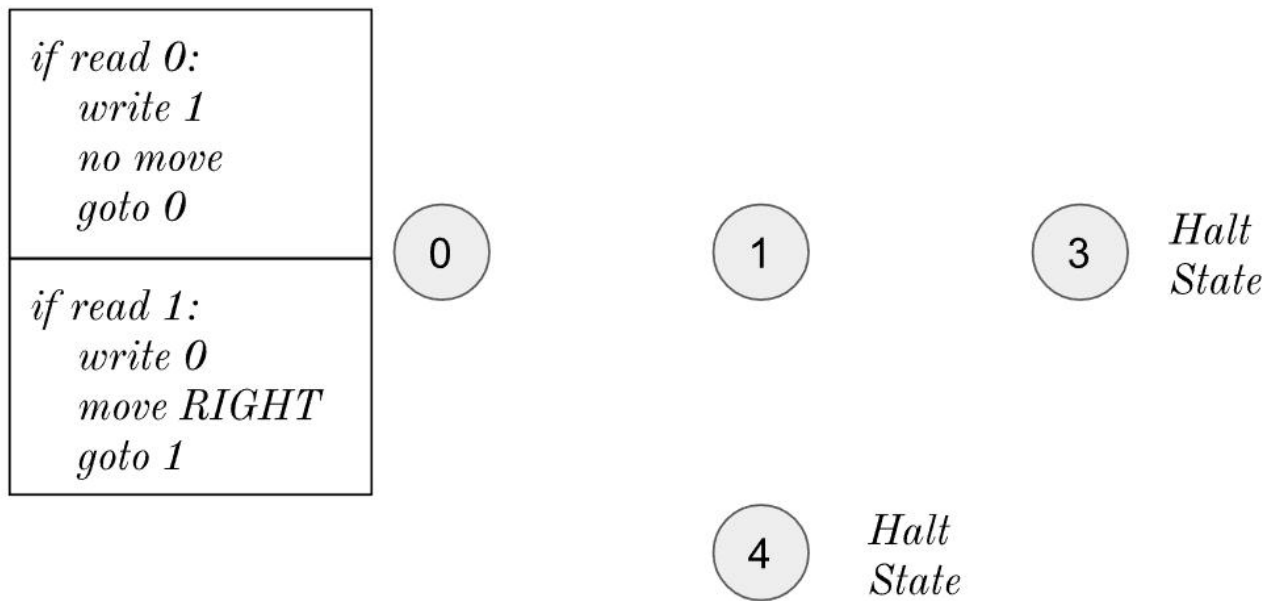 if read 0:
write 1
no move
goto 0
if read 1:
write 0
move RIGHT
goto 1
0
1
3
Halt
State
4
Halt
State